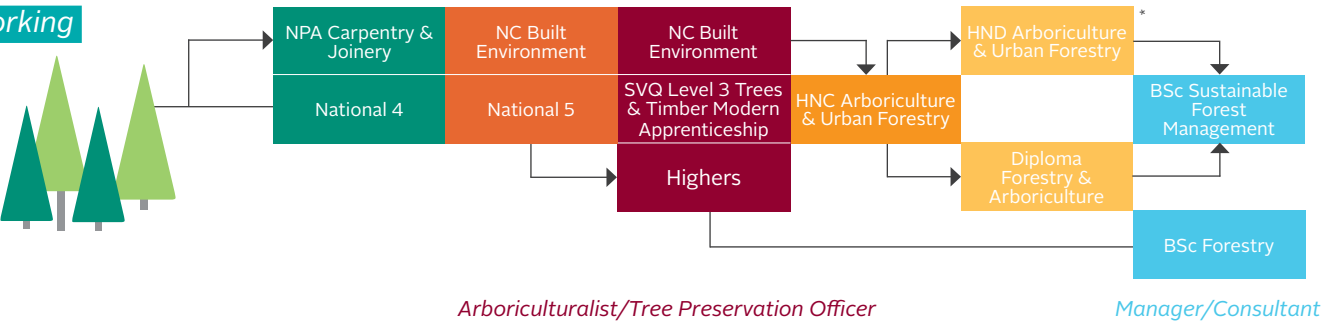 orking
NPA Carpentry &
Joinery
NC Built
Environment
NC Built
Environment
HND Arboriculture
& Urban Forestry
*
National 4
National 5
SVQ Level 3 Trees
& Timber Modern
Apprenticeship
HNC Arboriculture
& Urban Forestry
BSc Sustainable
Forest
Management
Highers
Diploma
Forestry &
Arboriculture
BSc Forestry
Arboriculturalist/Tree Preservation Officer
Manager/Consultant